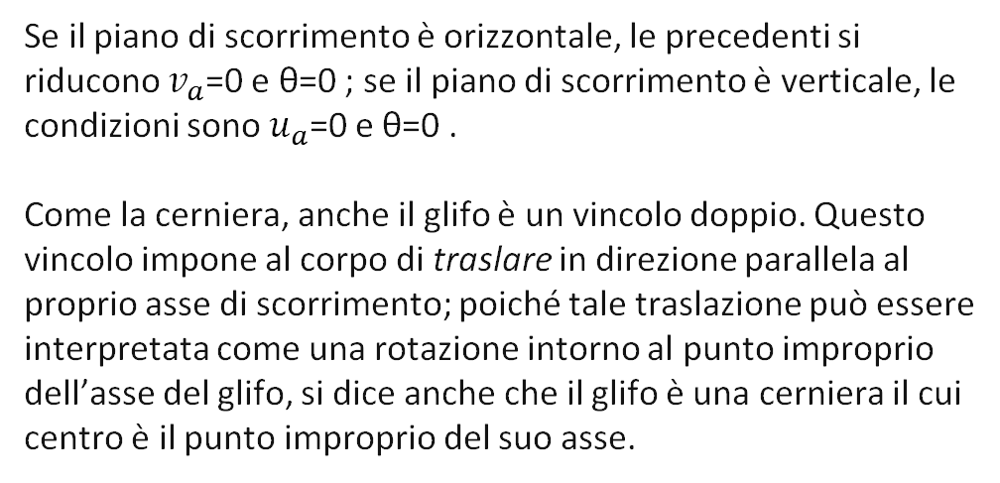 Se il piano di scorrimento è orizzontale, le precedenti si
riducono 𝑣ₐ=0 e θ=0 ; se il piano di scorrimento è verticale, le
condizioni sono 𝑢ₐ=0 e θ=0 .
Come la cerniera, anche il glifo è un vincolo doppio. Questo
vincolo impone al corpo di traslare in direzione parallela al
proprio asse di scorrimento; poiché tale traslazione può essere
interpretata come una rotazione intorno al punto improprio
dell’asse del glifo, si dice anche che il glifo è una cerniera il cui
centro è il punto improprio del suo asse.